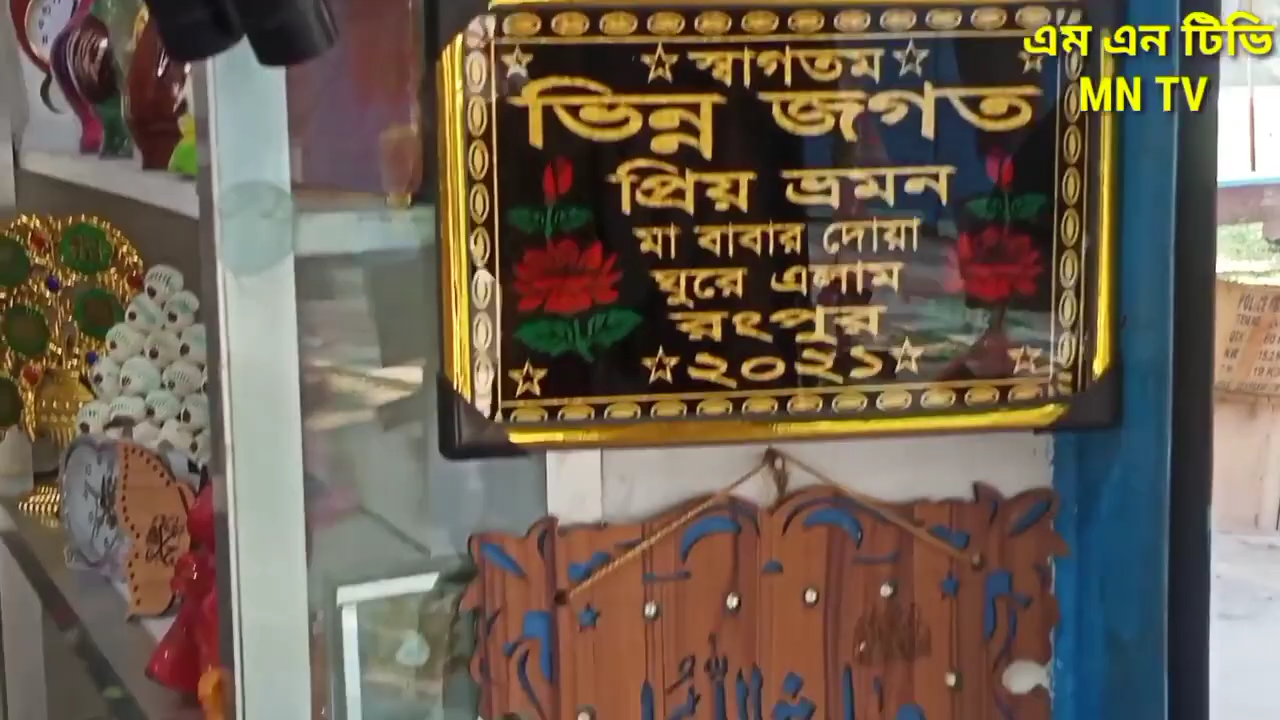 এম এন টিভি
MN TV
স্বাগতম
ভিন্ন জগত
প্রিয় ভ্রমন
মা বাবার দোয়া
ঘুরে এলাম
রংপুর
২০২১